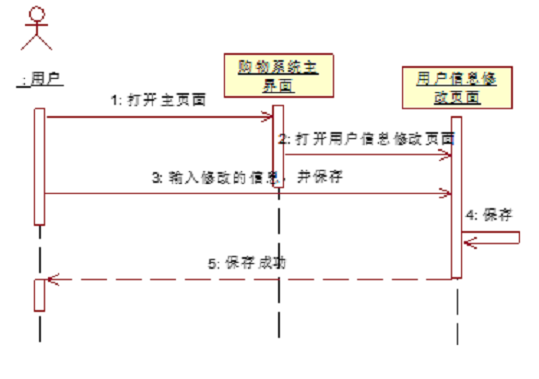 : 用户
购物系统主
界面
用户信息修
改页面
1: 打开主页面
2: 打开用户信息修改页面
3: 输入修改的信息，并保存
4: 保存
5: 保存成功